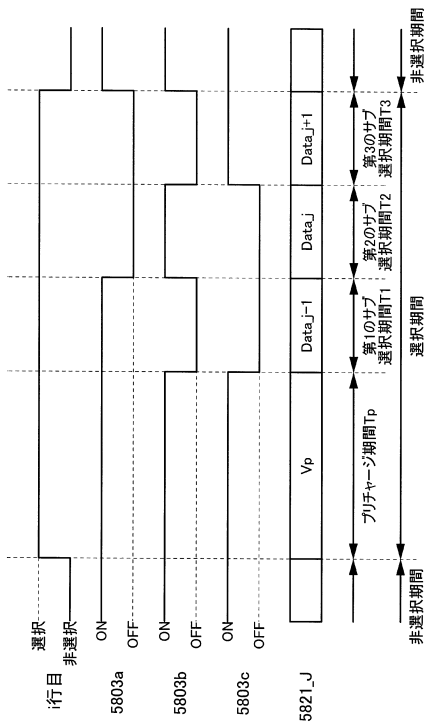 i行目
選択
非選択
5803a
ON
OFF
5803b
ON
OFF
5803c
ON
OFF
5821_J
Vp
Data_j−1
Data_j
Data_j+1
プリチャージ期間Tp
第1のサブ
選択期間T1
第2のサブ
選択期間T2
第3のサブ
選択期間T3
非選択期間
選択期間
非選択期間